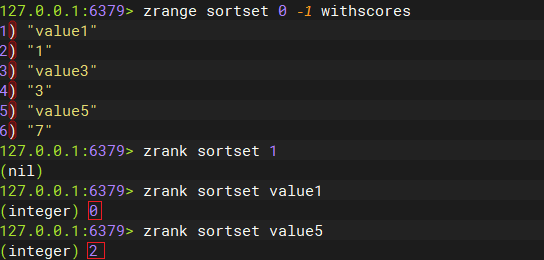 127.0.0.1:6379> zrange sortset 0 -1 withscores
1) "value1"
2) "1"
3) "value3"
4) "3"
5) "value5"
6) "7"
127.0.0.1:6379> zrank sortset 1
(nil)
127.0.0.1:6379> zrank sortset value1
(integer) 0
127.0.0.1:6379> zrank sortset value5
(integer) 2